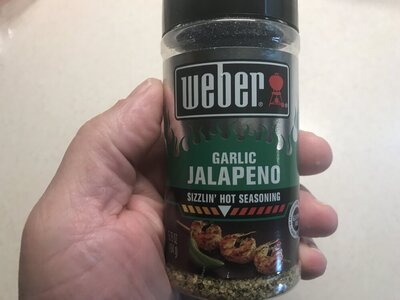 weber
GARLIC
JALAPENO
SIZZLIN' HOT SEASONING